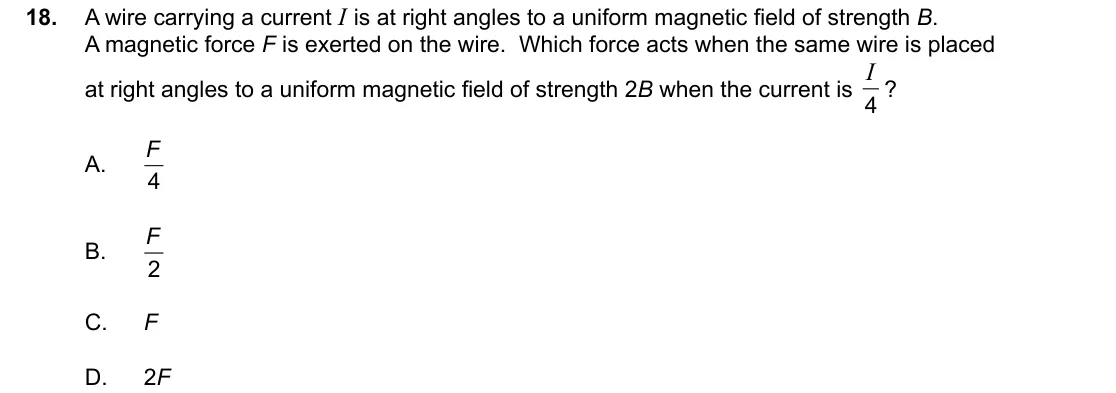 18. A wire carrying a current I is at right angles to a uniform magnetic field of strength B.
A magnetic force F is exerted on the wire. Which force acts when the same wire is placed
at right angles to a uniform magnetic field of strength 2B when the current is I/4 ?
A. F/4
B. F/2
C. F
D. 2F